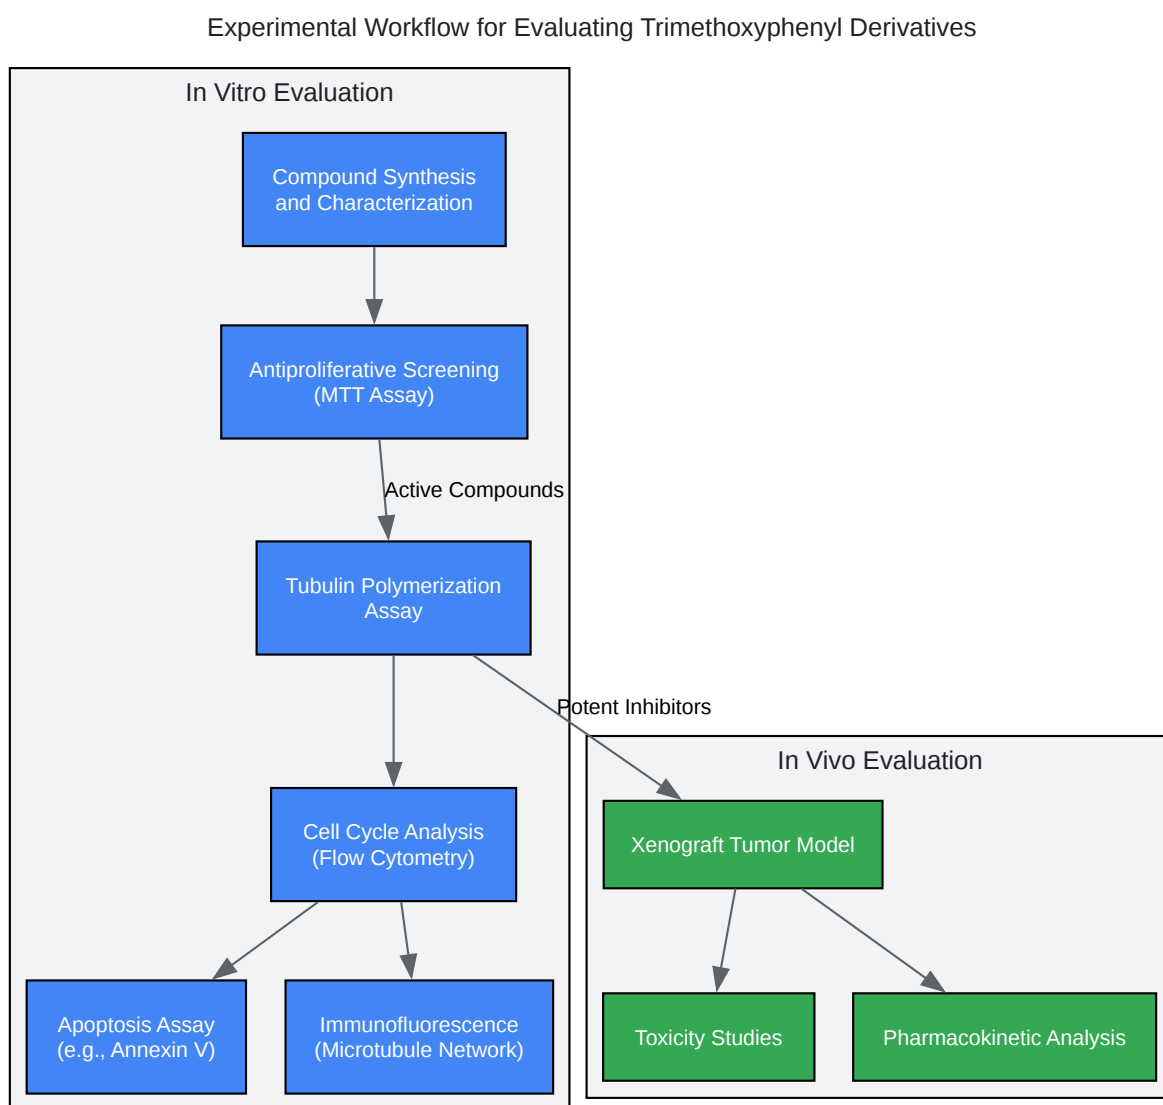 Experimental Workflow for Evaluating Trimethoxyphenyl Derivatives
In Vitro Evaluation
Compound Synthesis
and Characterization
Antiproliferative Screening
(MTT Assay)
Active Compounds
Tubulin Polymerization
Assay
Potent Inhibitors
In Vivo Evaluation
Cell Cycle Analysis
(Flow Cytometry)
Xenograft Tumor Model
Apoptosis Assay
(e.g., Annexin V)
Immunofluorescence
(Microtubule Network)
Toxicity Studies
Pharmacokinetic Analysis